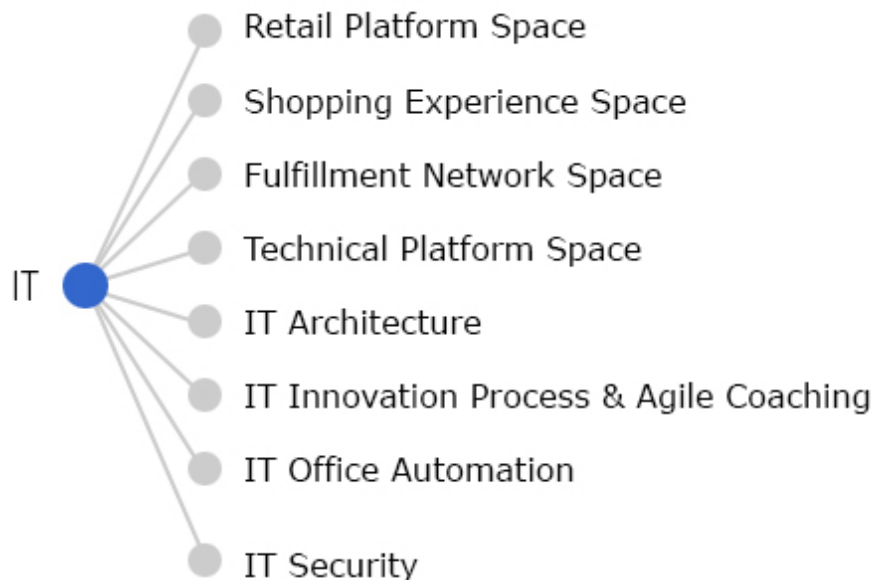 Retail Platform Space
Shopping Experience Space
Fulfillment Network Space
Technical Platform Space
IT
IT Architecture
IT Innovation Process & Agile Coaching
IT Office Automation
IT Security